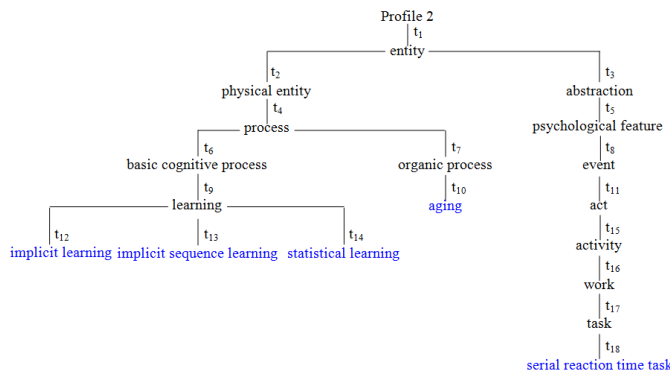 Profile 2
t1
entity
t2 t3
physical entity abstraction
t4 t5
process psychological feature
t6 t7 t8
basic cognitive process organic process event
t9 t10 t11
learning aging act
t12 t13 t14 t15
implicit learning implicit sequence learning statistical learning activity
t16
work
t17
task
t18
serial reaction time task